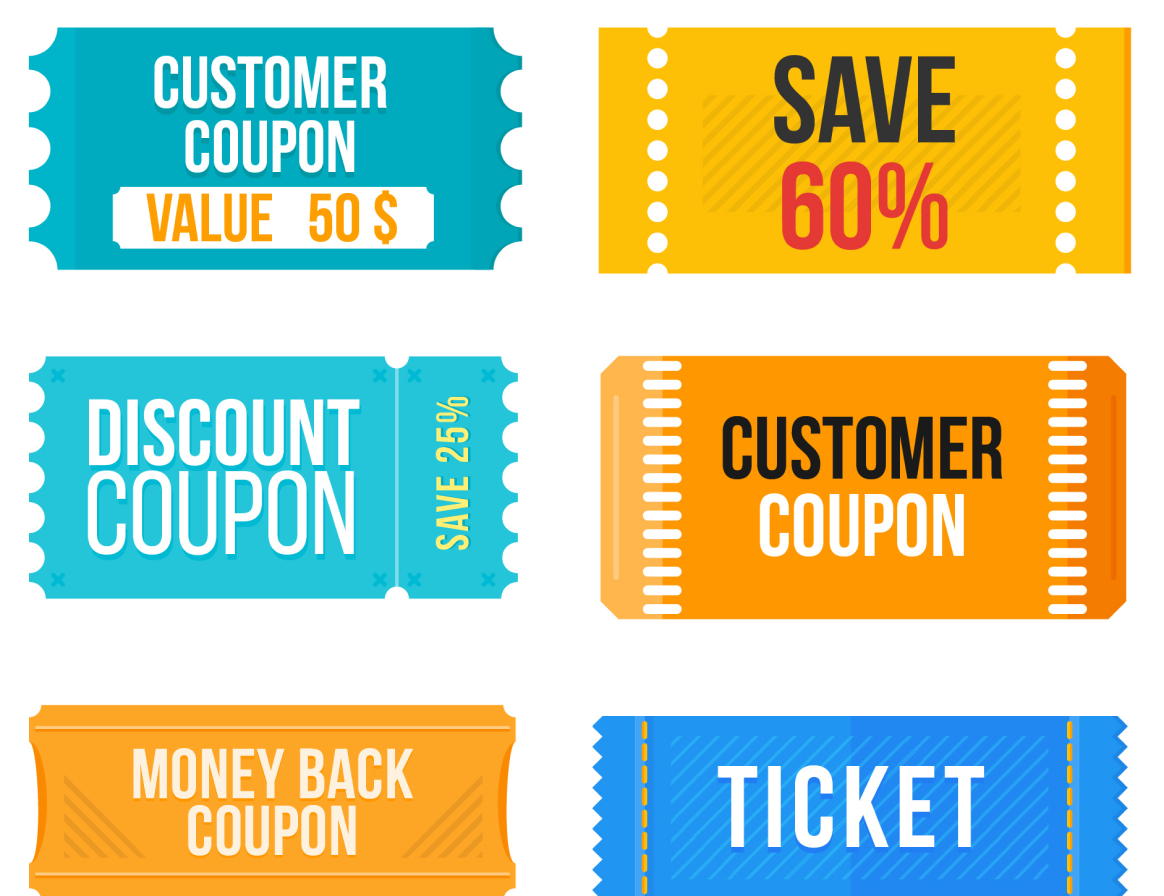 CUSTOMER
COUPON
VALUE 50 $
SAVE
60%
DISCOUNT
COUPON
SAVE 25%
CUSTOMER
COUPON
MONEY BACK
COUPON
TICKET